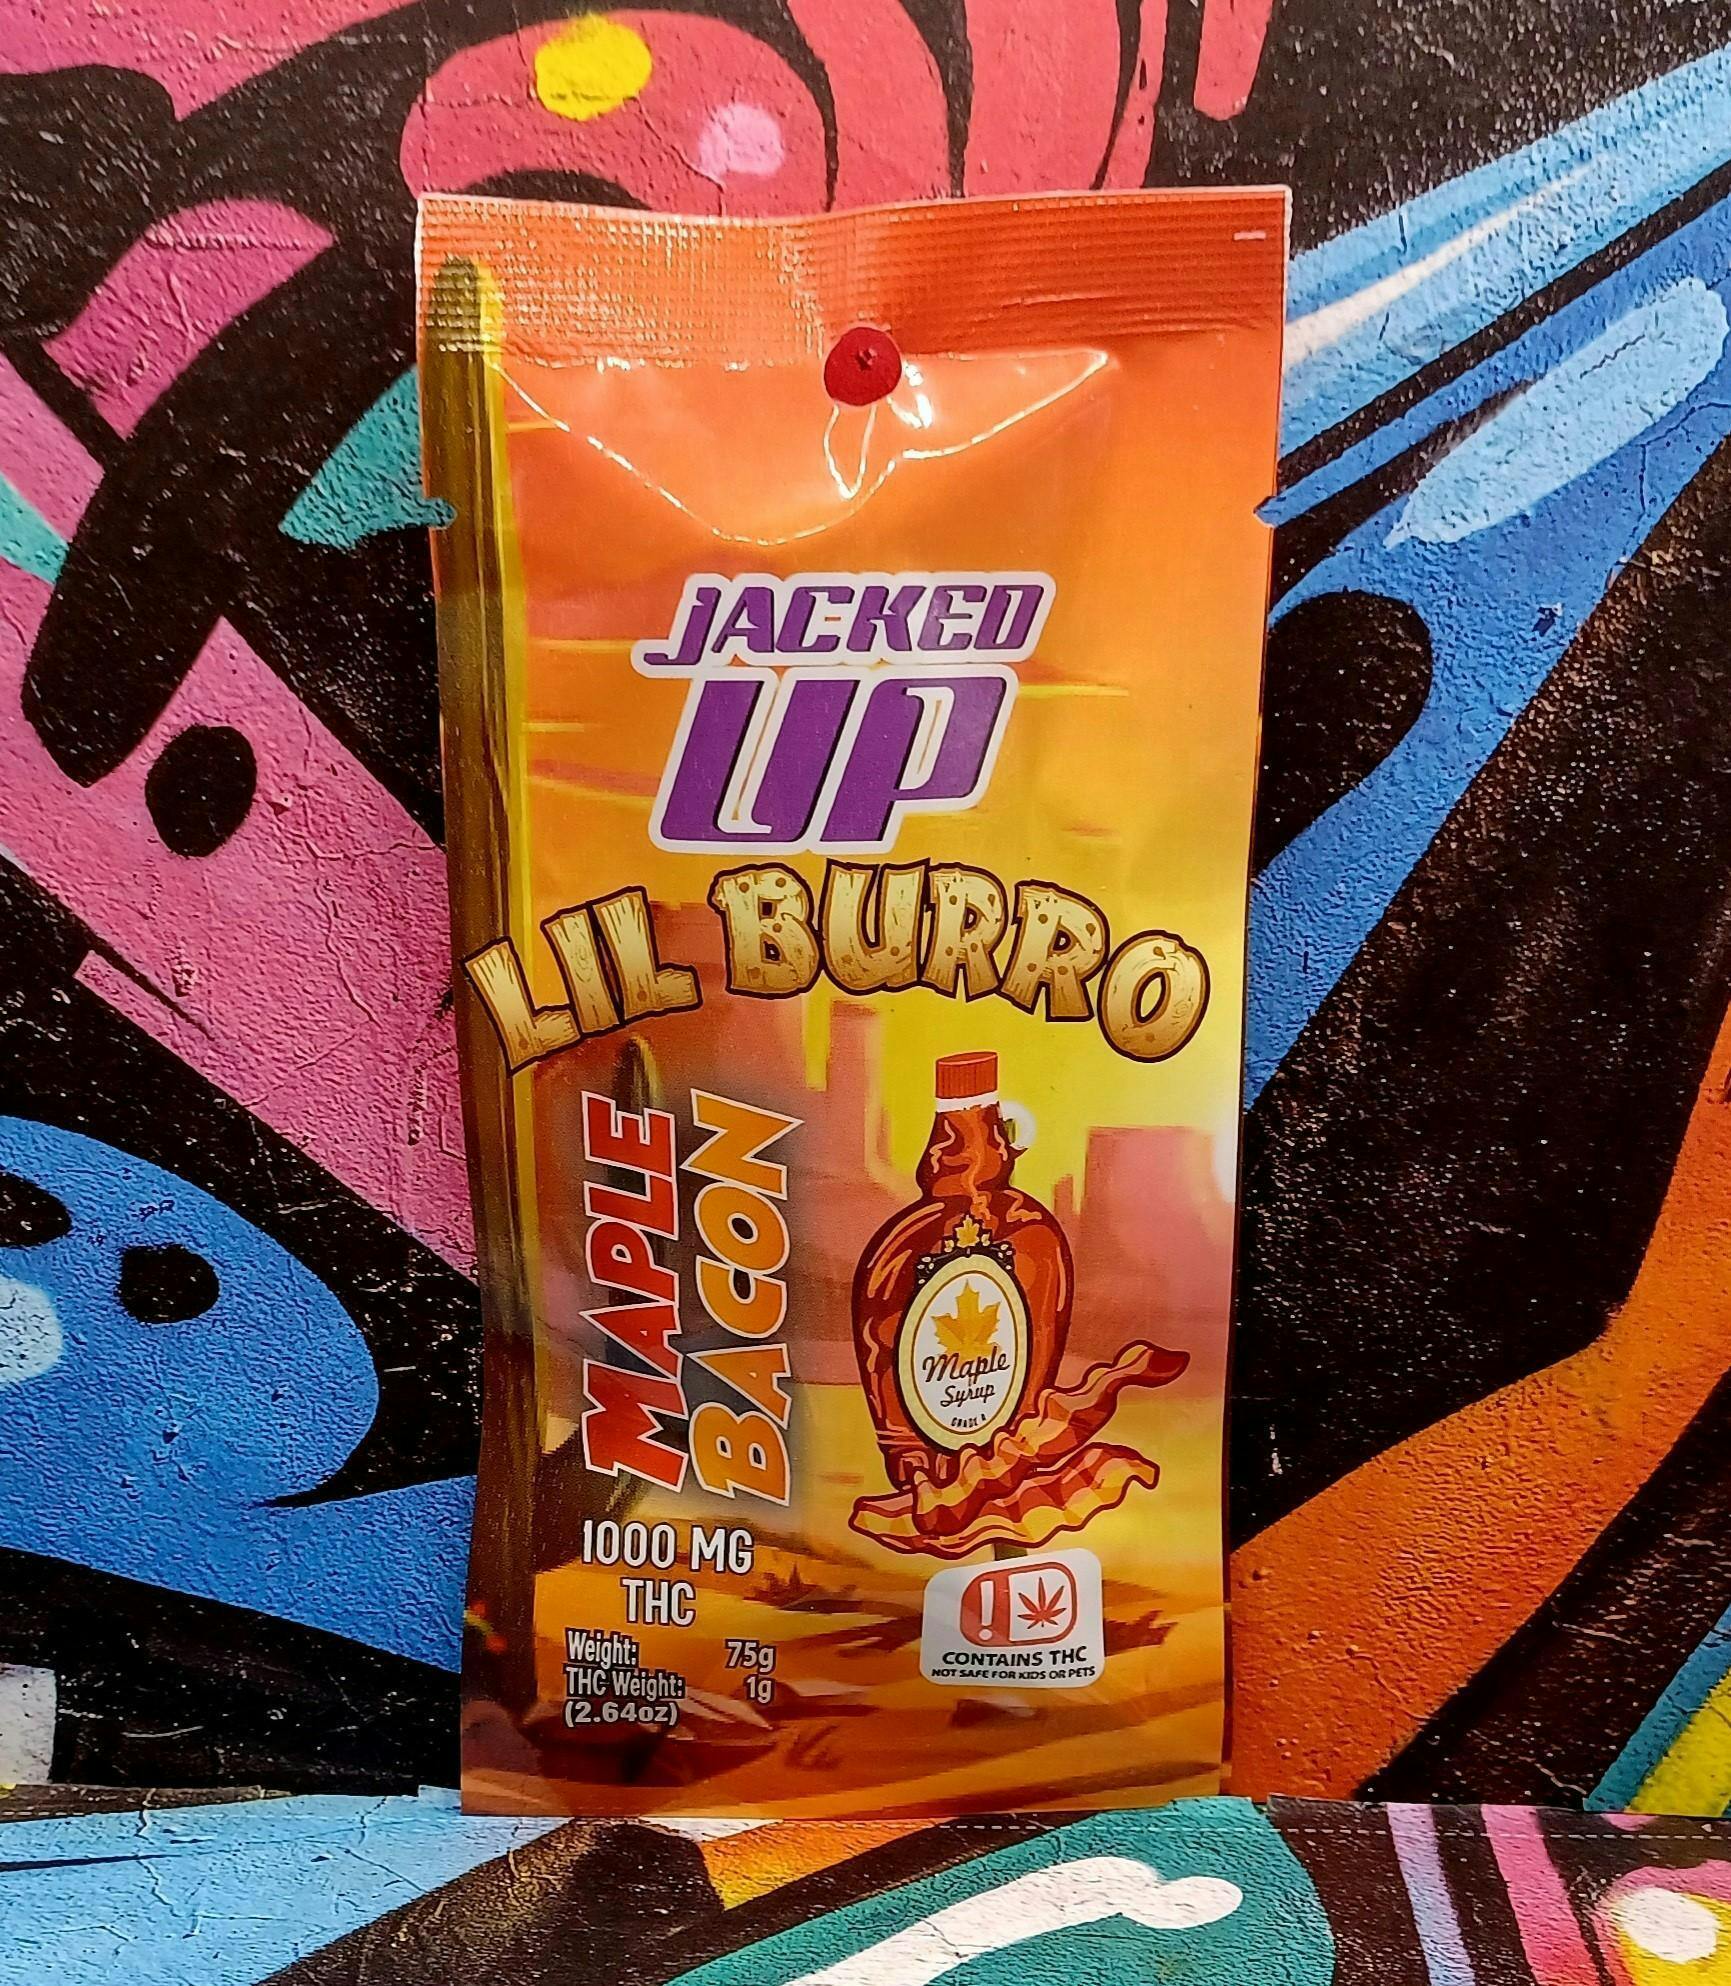 JACKED
UP
LIL BURRO
MAPLE
BACON
Maple
Syrup
GRADE A
1000 MG
THC
Weight: 75g
THC Weight: 1g
(2.64oz)
CONTAINS THC
NOT SAFE FOR KIDS OR PETS